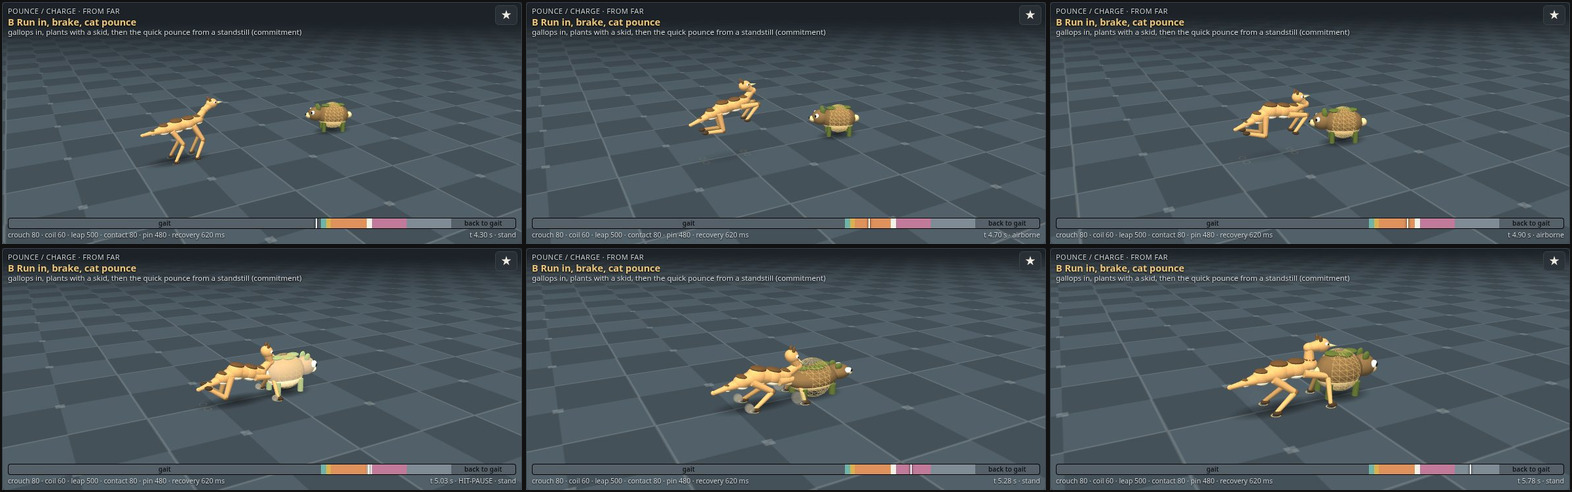 POUNCE / CHARGE · FROM FAR
B Run in, brake, cat pounce
gallops in, plants with a skid, then the quick pounce from a standstill (commitment)
gait
back to gait
crouch 80 · coil 60 · leap 500 · contact 80 · pin 480 · recovery 620 ms
t 4.30 s · stand
POUNCE / CHARGE · FROM FAR
B Run in, brake, cat pounce
gallops in, plants with a skid, then the quick pounce from a standstill (commitment)
gait
back to gait
crouch 80 · coil 60 · leap 500 · contact 80 · pin 480 · recovery 620 ms
t 4.70 s · airborne
POUNCE / CHARGE · FROM FAR
B Run in, brake, cat pounce
gallops in, plants with a skid, then the quick pounce from a standstill (commitment)
gait
back to gait
crouch 80 · coil 60 · leap 500 · contact 80 · pin 480 · recovery 620 ms
t 4.90 s · airborne
POUNCE / CHARGE · FROM FAR
B Run in, brake, cat pounce
gallops in, plants with a skid, then the quick pounce from a standstill (commitment)
gait
back to gait
crouch 80 · coil 60 · leap 500 · contact 80 · pin 480 · recovery 620 ms
t 5.03 s · HIT-PAUSE · stand
POUNCE / CHARGE · FROM FAR
B Run in, brake, cat pounce
gallops in, plants with a skid, then the quick pounce from a standstill (commitment)
gait
back to gait
crouch 80 · coil 60 · leap 500 · contact 80 · pin 480 · recovery 620 ms
t 5.28 s · stand
POUNCE / CHARGE · FROM FAR
B Run in, brake, cat pounce
gallops in, plants with a skid, then the quick pounce from a standstill (commitment)
gait
back to gait
crouch 80 · coil 60 · leap 500 · contact 80 · pin 480 · recovery 620 ms
t 5.78 s · stand